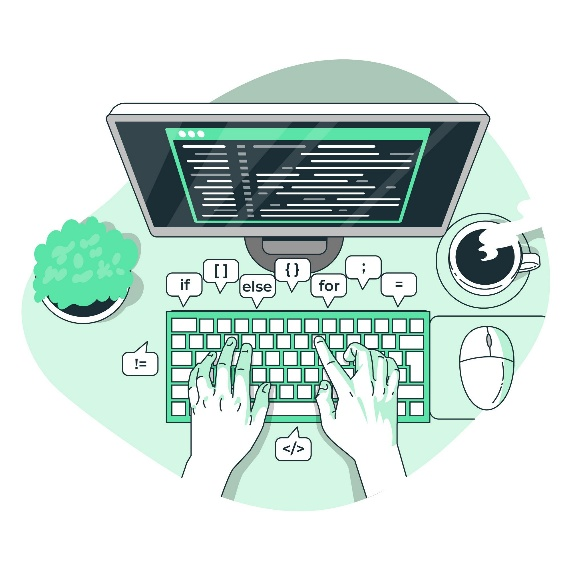 [ ]
{ }
;
if
else
for
=
!=
</>